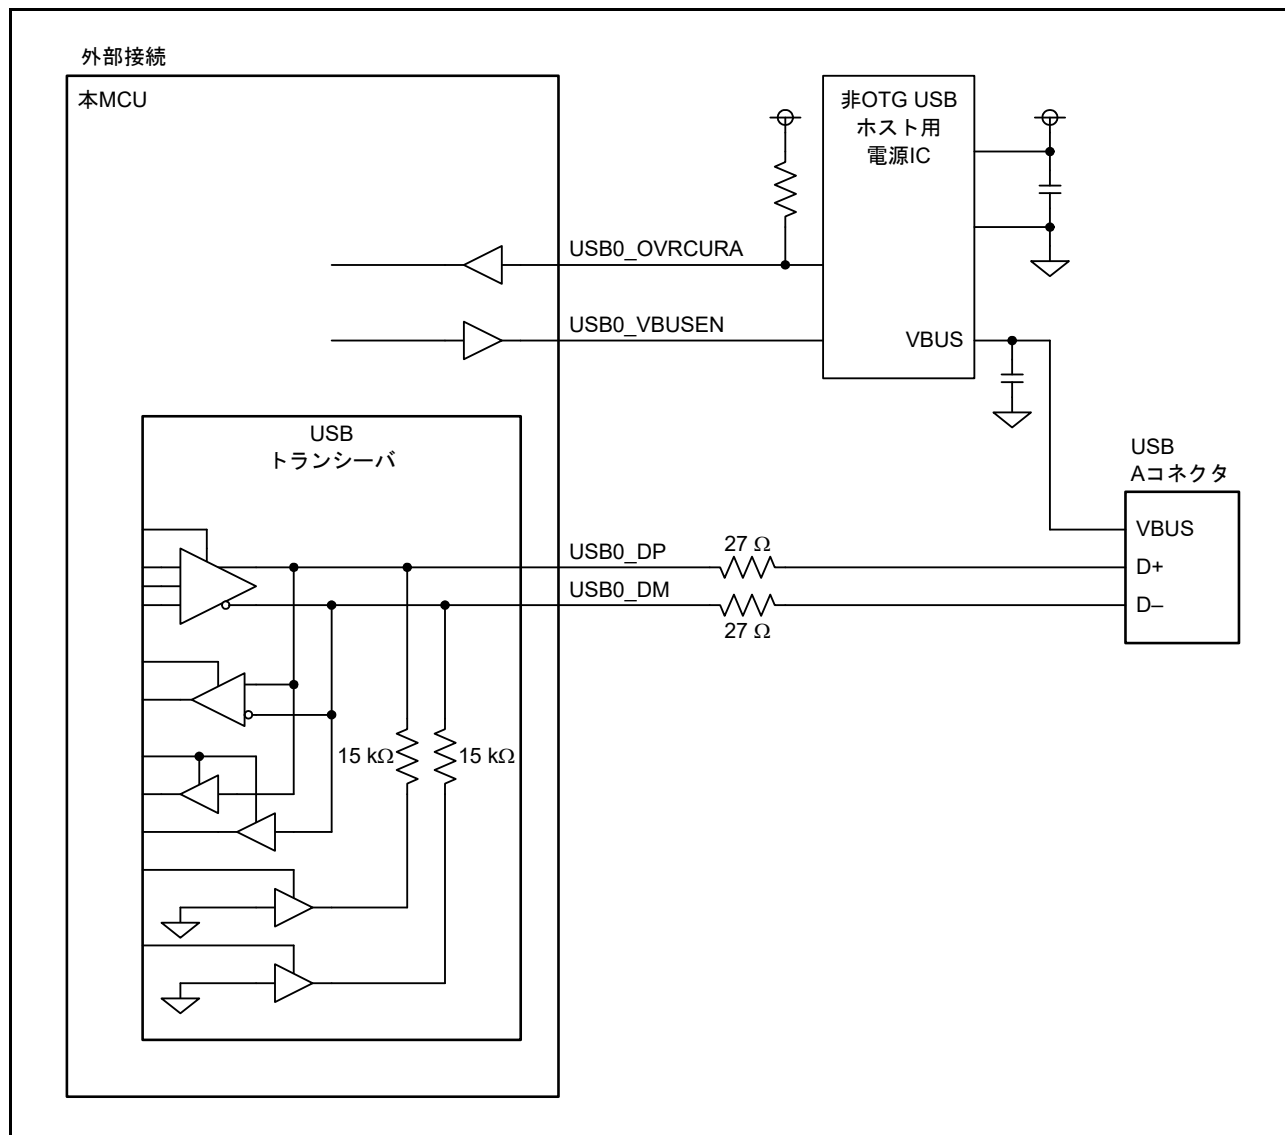 外部接続
本MCU
非OTG USB
ホスト用
電源IC
USB0_OVRCURA
USB0_VBUSEN
VBUS
USB
トランシーバ
USB
Aコネクタ
VBUS
USB0_DP
27 Ω
D+
USB0_DM
27 Ω
D–
15 kΩ
15 kΩ